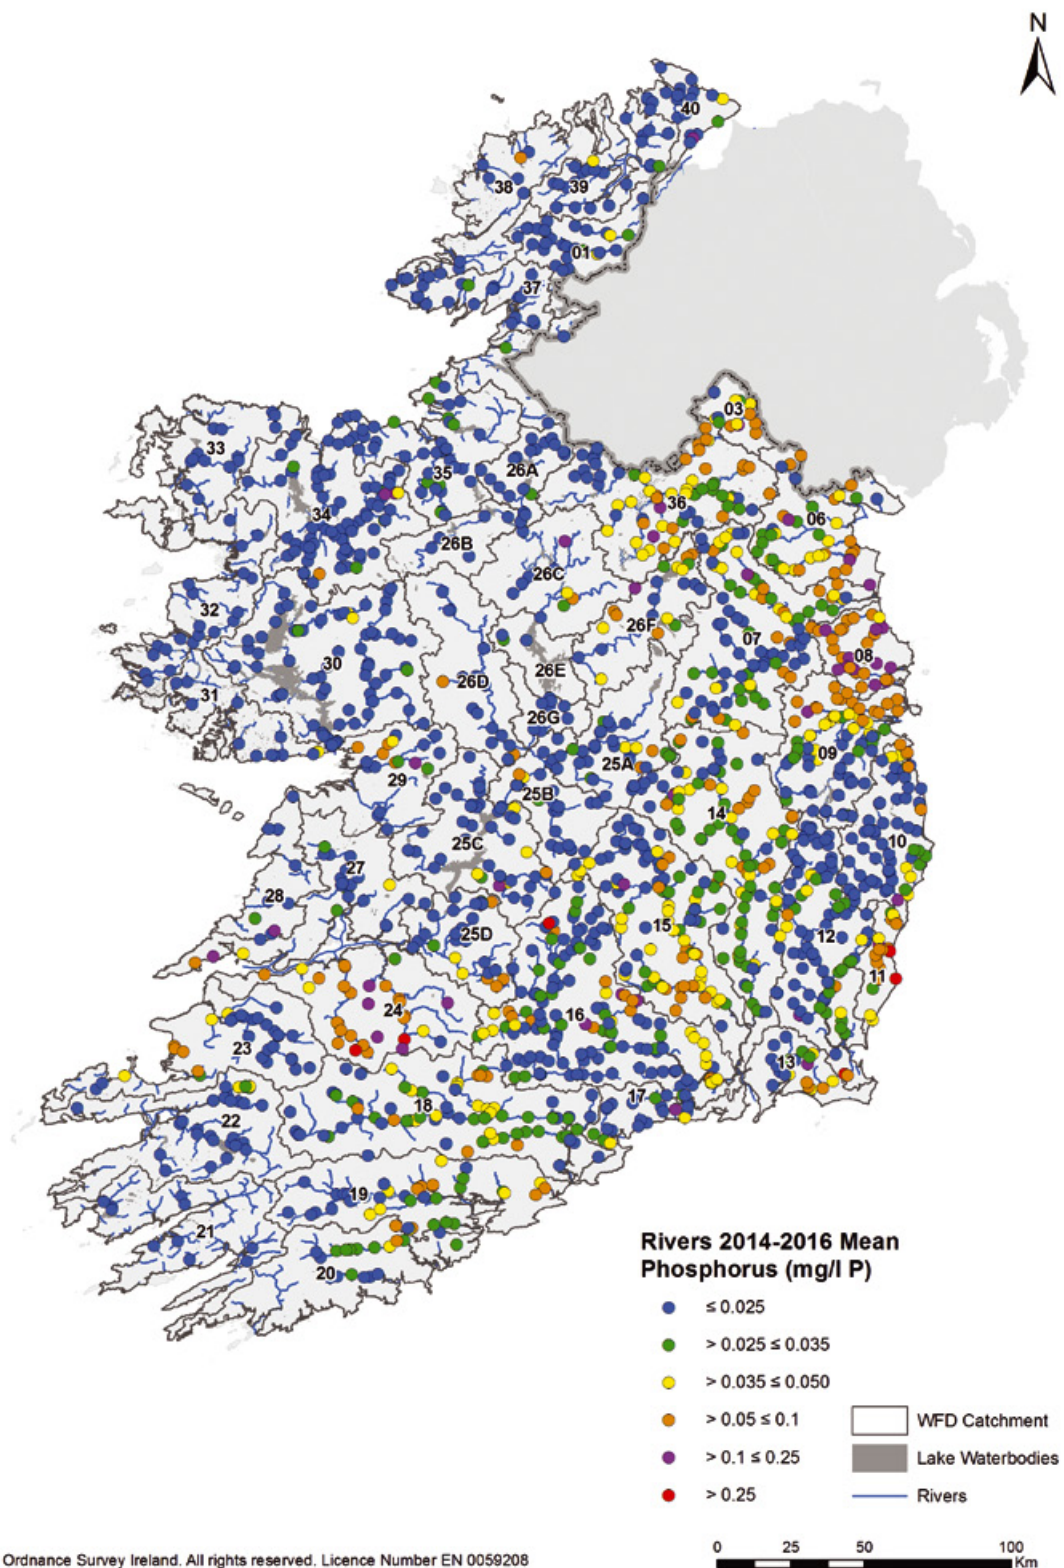 N
40
38
39
01
37
03
33
35
26A
36
34
06
26B
26C
32
26F
07
08
30
26E
31
26D
26G
09
29
25A
25B
14
25C
10
27
28
15
12
25D
11
24
16
23
13
17
18
22
19
21
20
Rivers 2014-2016 Mean
Phosphorus (mg/l P)
≤ 0.025
> 0.025 ≤ 0.035
> 0.035 ≤ 0.050
> 0.05 ≤ 0.1
WFD Catchment
> 0.1 ≤ 0.25
Lake Waterbodies
> 0.25
Rivers
Ordnance Survey Ireland. All rights reserved. Licence Number EN 0059208
0 25 50 100
Km